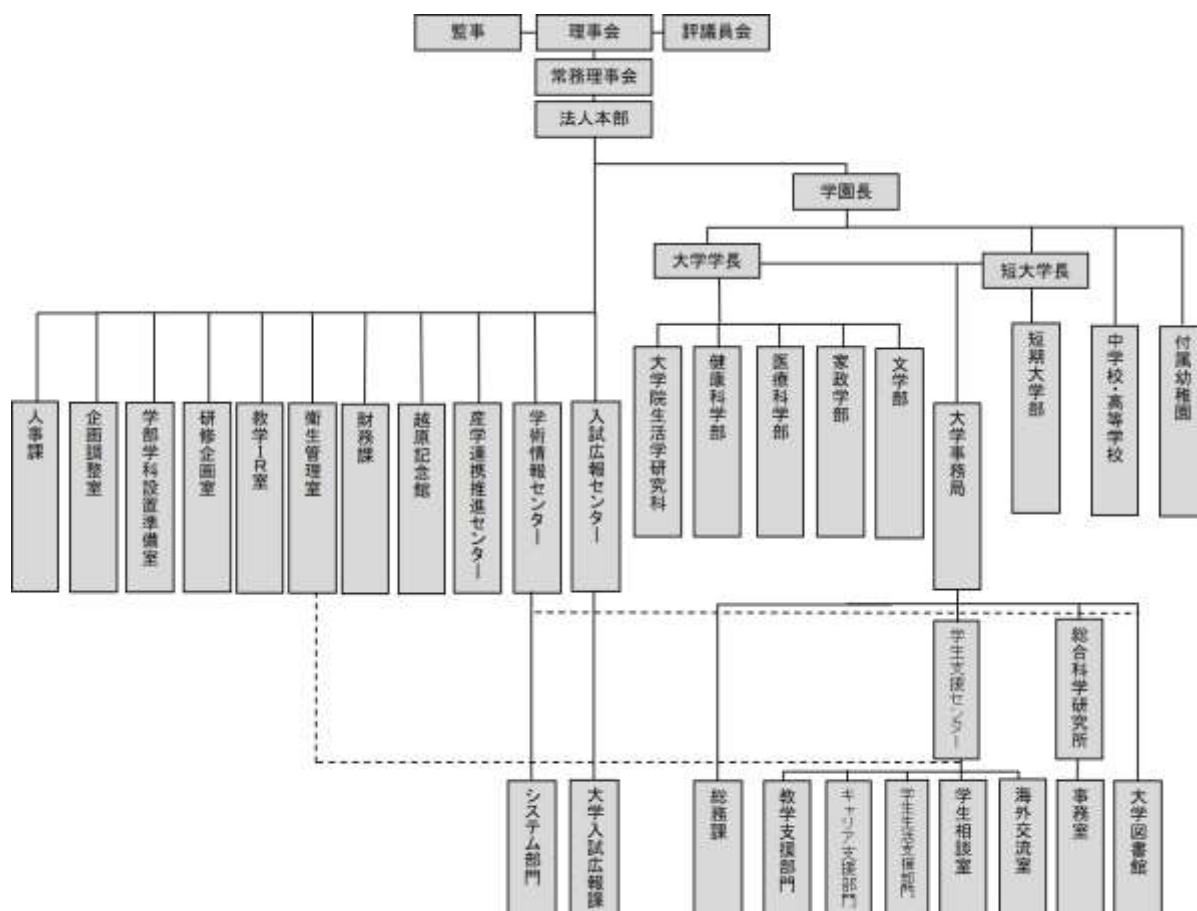 監事
理事会
評議員会
常務理事会
法人本部
学園長
大学学長
短大学長
人事課
企画調整室
学部学科設置準備室
研修企画室
教学IR室
衛生管理室
財務課
越原記念館
産学連携推進センター
学術情報センター
入試広報センター
大学院生活学研究科
健康科学部
医療科学部
家政学部
文学部
大学事務局
短期大学部
中学校・高等学校
付属幼稚園
学生支援センター
総合科学研究所
システム部門
大学入試広報課
総務課
教学支援部門
キャリア支援部門
学生生活支援部門
学生相談室
海外交流室
事務室
大学図書館